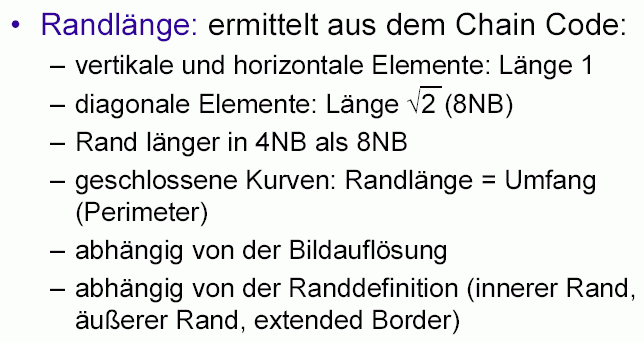 • Randlänge: ermittelt aus dem Chain Code:
– vertikale und horizontale Elemente: Länge 1
– diagonale Elemente: Länge √2 (8NB)
– Rand länger in 4NB als 8NB
– geschlossene Kurven: Randlänge = Umfang
(Perimeter)
– abhängig von der Bildauflösung
– abhängig von der Randdefinition (innerer Rand,
äußerer Rand, extended Border)